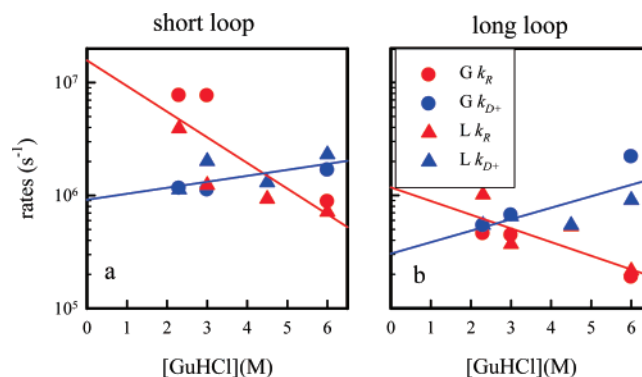 short loop
long loop
rates (s⁻¹)
10⁷
10⁶
10⁵
G k_R
G k_D+
L k_R
L k_D+
a
b
0 1 2 3 4 5 6
0 1 2 3 4 5 6
[GuHCl](M)
[GuHCl](M)